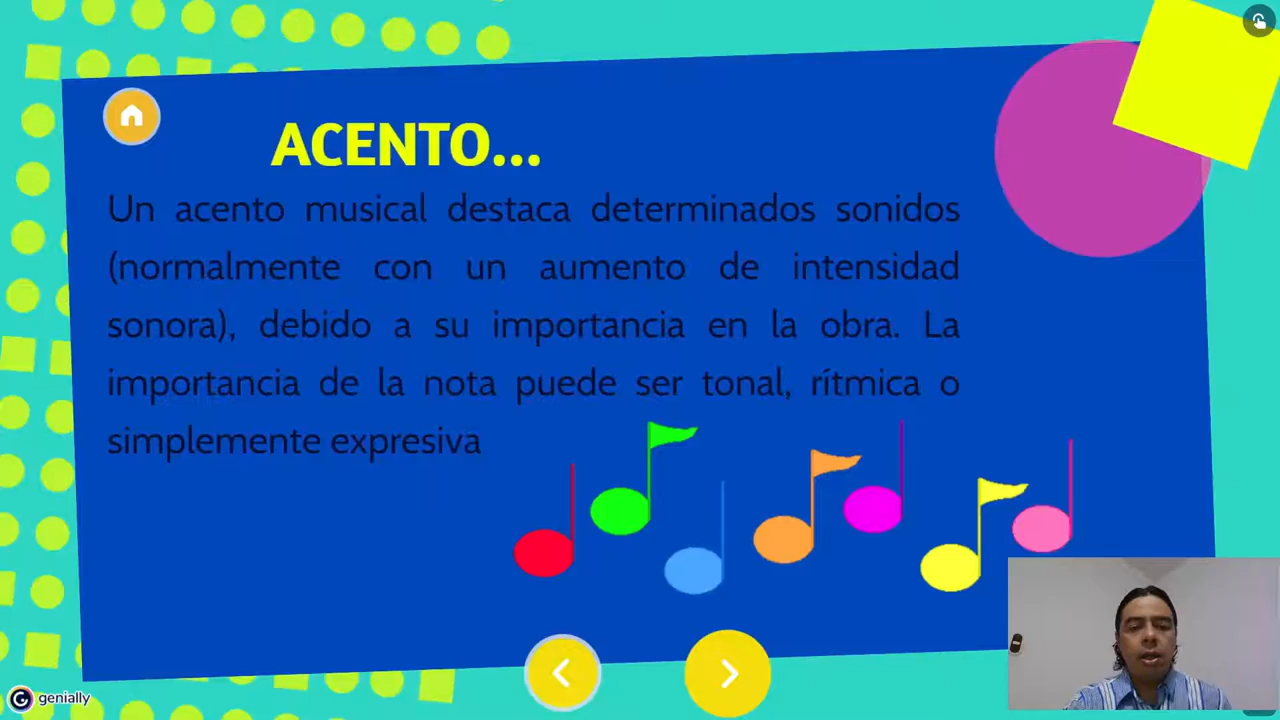 ACENTO...
Un acento musical destaca determinados sonidos
(normalmente con un aumento de intensidad
sonora), debido a su importancia en la obra. La
importancia de la nota puede ser tonal, rítmica o
simplemente expresiva
genially